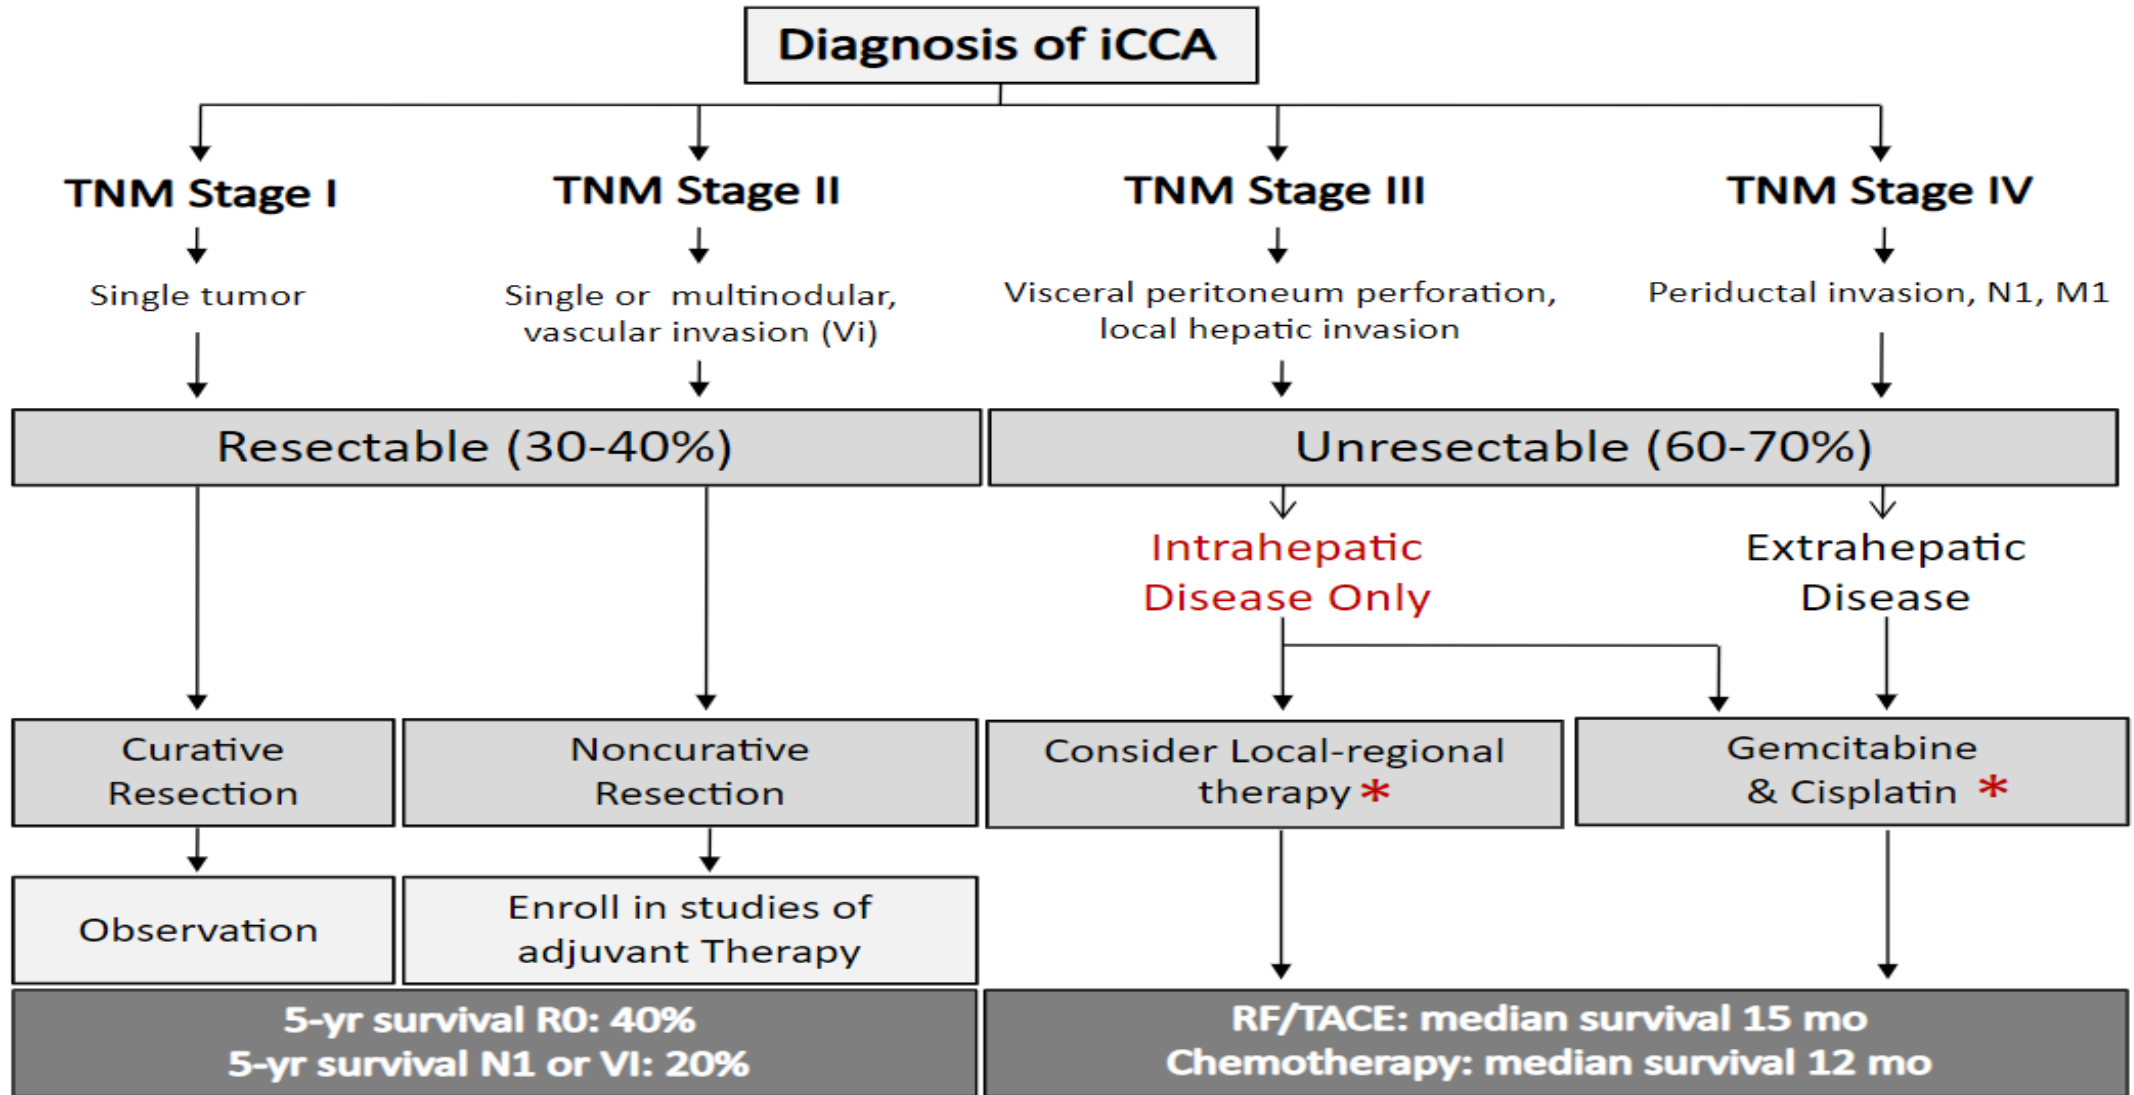 Diagnosis of iCCA
TNM Stage I
TNM Stage II
TNM Stage III
TNM Stage IV
Single tumor
Single or multinodular,
vascular invasion (Vi)
Visceral peritoneum perforation,
local hepatic invasion
Periductal invasion, N1, M1
Resectable (30-40%)
Unresectable (60-70%)
Intrahepatic
Disease Only
Extrahepatic
Disease
Curative
Resection
Noncurative
Resection
Consider Local-regional
therapy *
Gemcitabine
& Cisplatin *
Observation
Enroll in studies of
adjuvant Therapy
5-yr survival R0: 40%
5-yr survival N1 or VI: 20%
RF/TACE: median survival 15 mo
Chemotherapy: median survival 12 mo